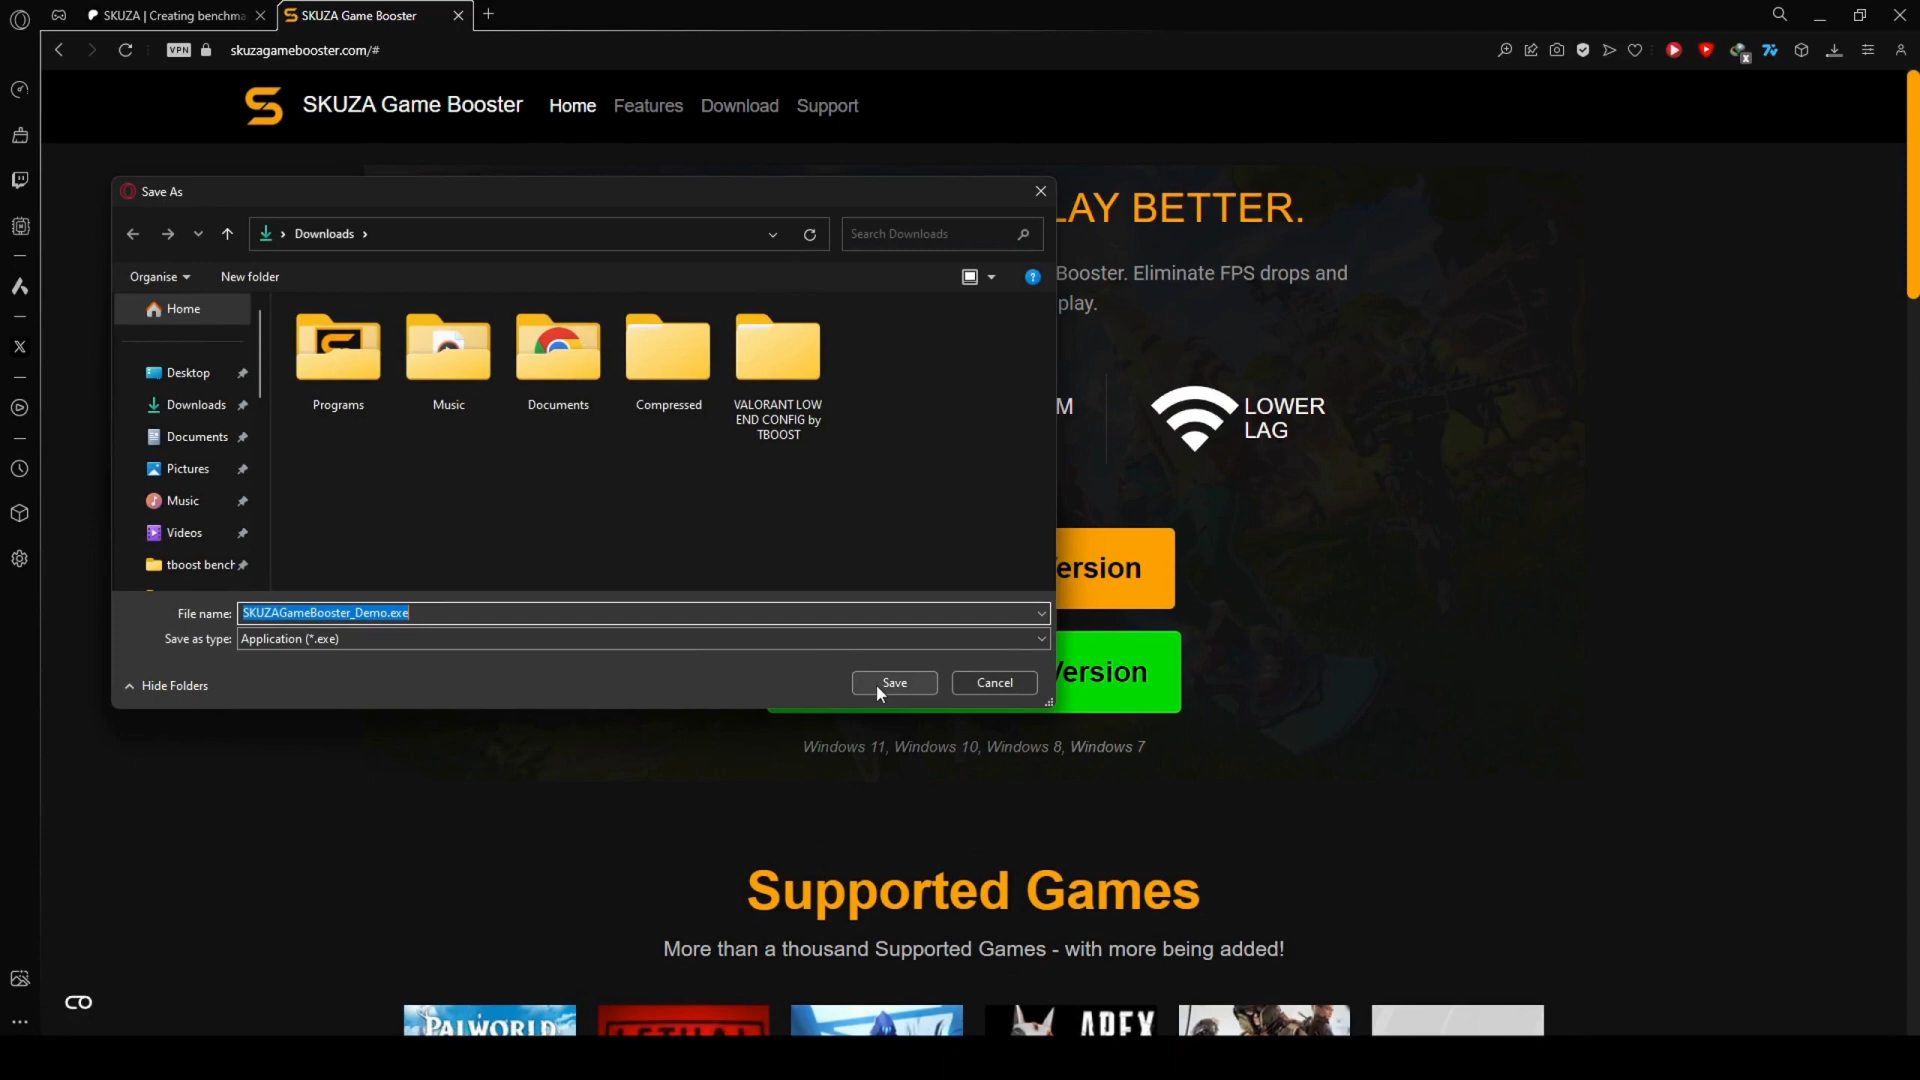 SKUZA | Creating benchma
SKUZA Game Booster
VPN
skuzagamebooster.com/#
SKUZA Game Booster
Home
Features
Download
Support
Save As
Downloads
Search Downloads
Organise
New folder
Home
Desktop
Downloads
Documents
Pictures
Music
Videos
tboost bench
Programs
Music
Documents
Compressed
VALORANT LOW
END CONFIG by
TBOOST
File name:
SKUZAGameBooster_Demo.exe
Save as type:
Application (*.exe)
Hide Folders
Save
Cancel
LAY BETTER.
Booster. Eliminate FPS drops and
play.
M
LOWER
LAG
ersion
Version
Windows 11, Windows 10, Windows 8, Windows 7
Supported Games
More than a thousand Supported Games - with more being added!
PALWORLD
LETHAL
APEX